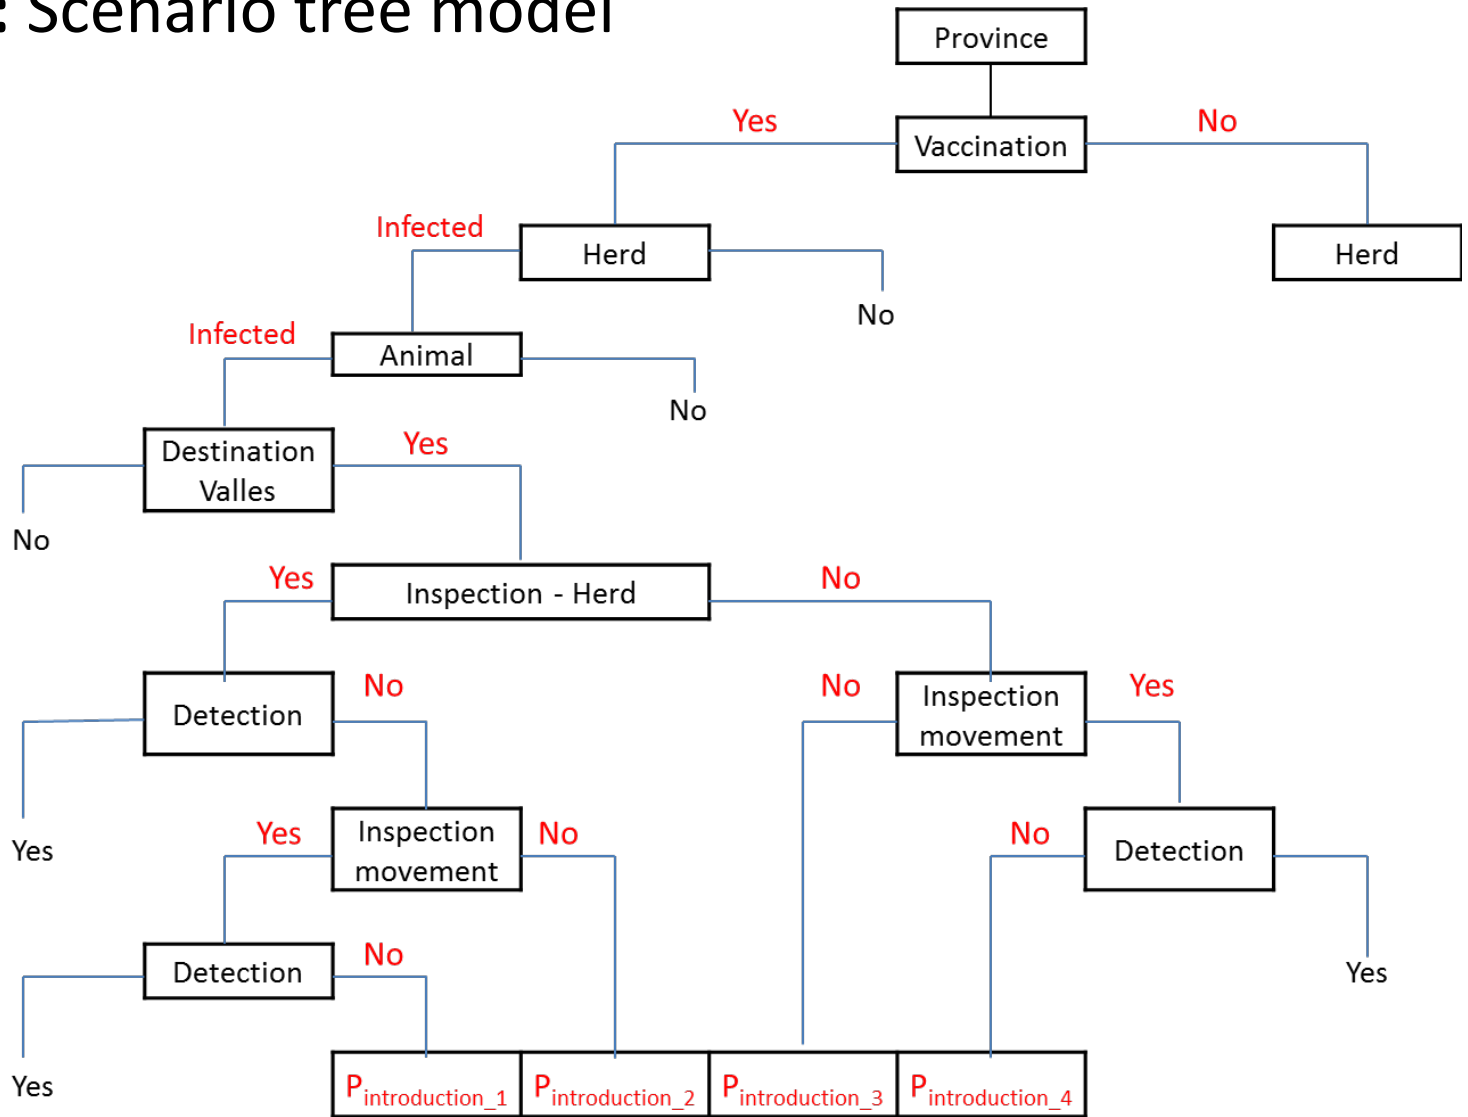 : Scenario tree model
Province
Yes
No
Vaccination
Infected
Herd
Herd
No
Infected
Animal
No
Destination
Valles
Yes
No
Yes
Inspection - Herd
No
Detection
No
No
Inspection
movement
Yes
Yes
Yes
Inspection
movement
No
No
Detection
Detection
No
Yes
Yes
Pintroduction_1
Pintroduction_2
Pintroduction_3
Pintroduction_4